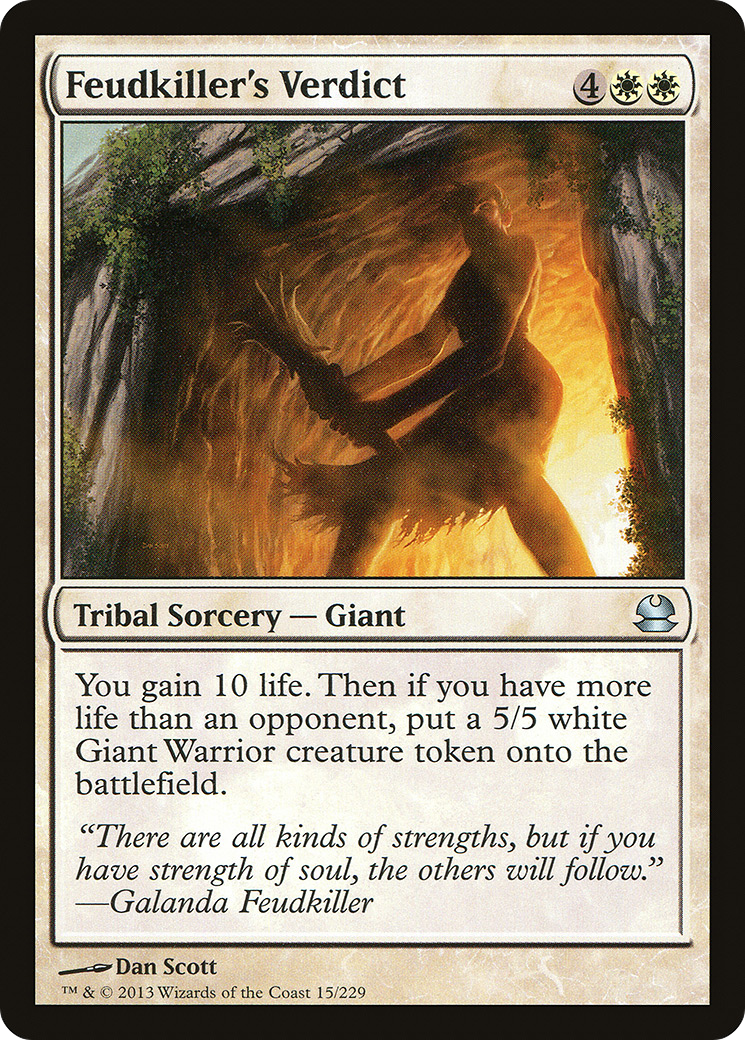 Feudkiller's Verdict 4
Tribal Sorcery — Giant
You gain 10 life. Then if you have more
life than an opponent, put a 5/5 white
Giant Warrior creature token onto the
battlefield.
“There are all kinds of strengths, but if you
have strength of soul, the others will follow.”
—Galanda Feudkiller
Dan Scott
™ & © 2013 Wizards of the Coast 15/229